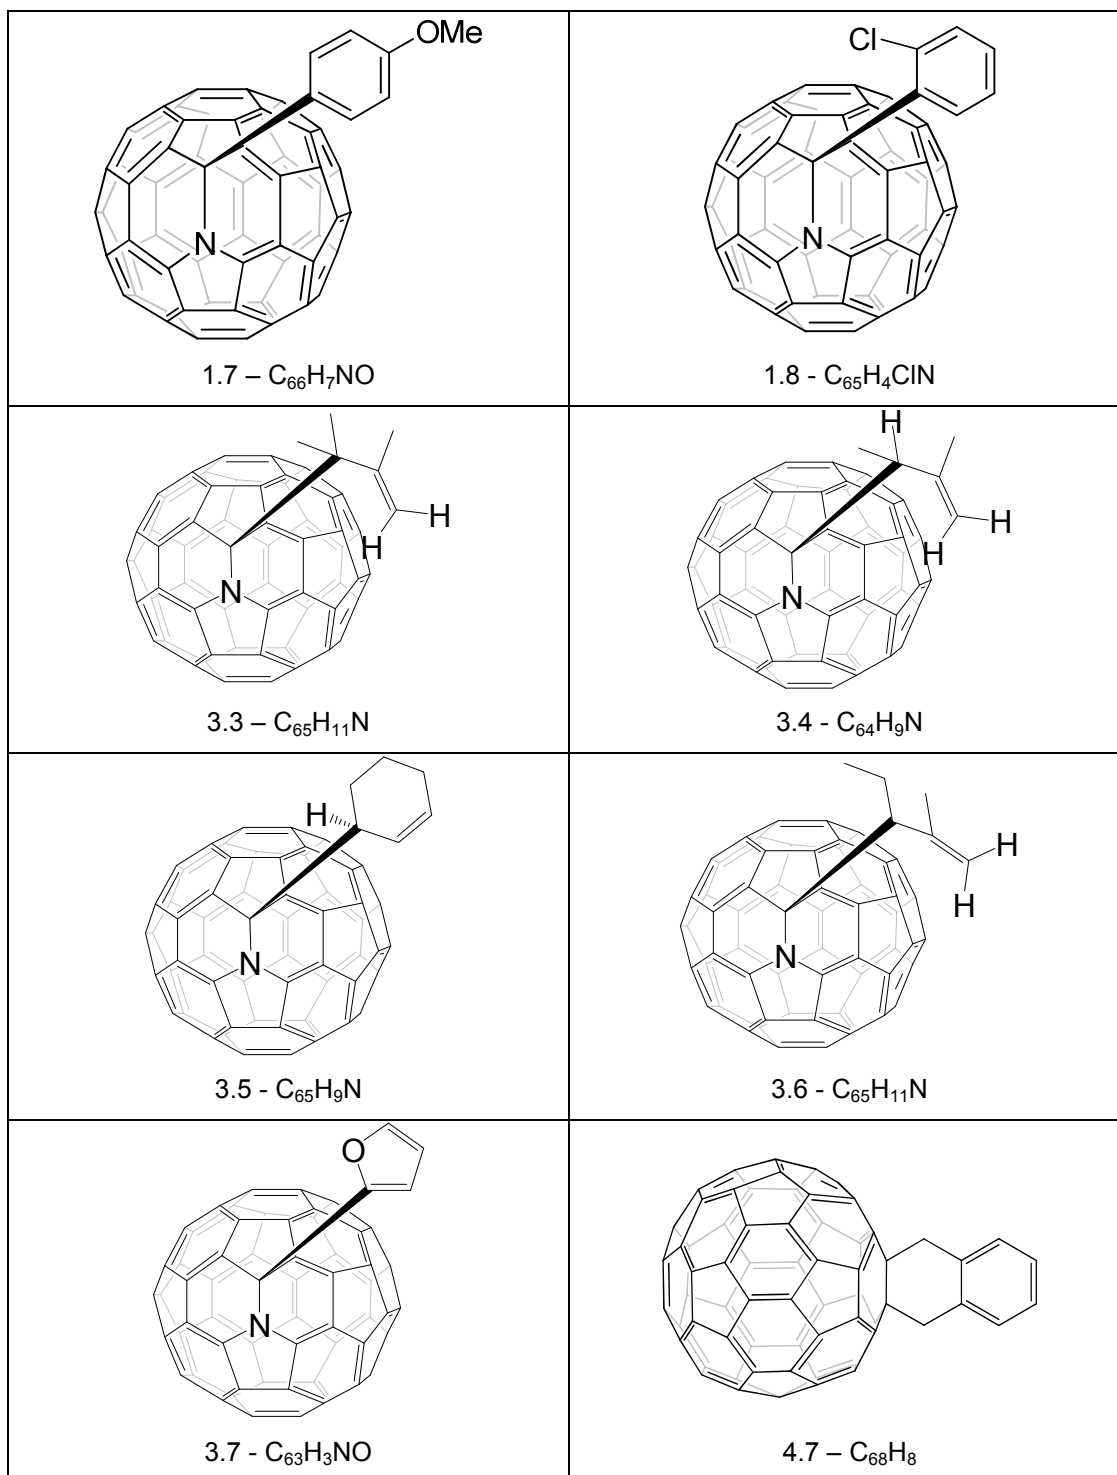 OMe
N
1.7 – C₆₆H₇NO
Cl
N
1.8 - C₆₅H₄ClN
H
H
N
3.3 – C₆₅H₁₁N
H
H
H
N
3.4 - C₆₄H₉N
H
N
3.5 - C₆₅H₉N
H
H
N
3.6 - C₆₅H₁₁N
O
N
3.7 - C₆₃H₃NO
4.7 – C₆₈H₈